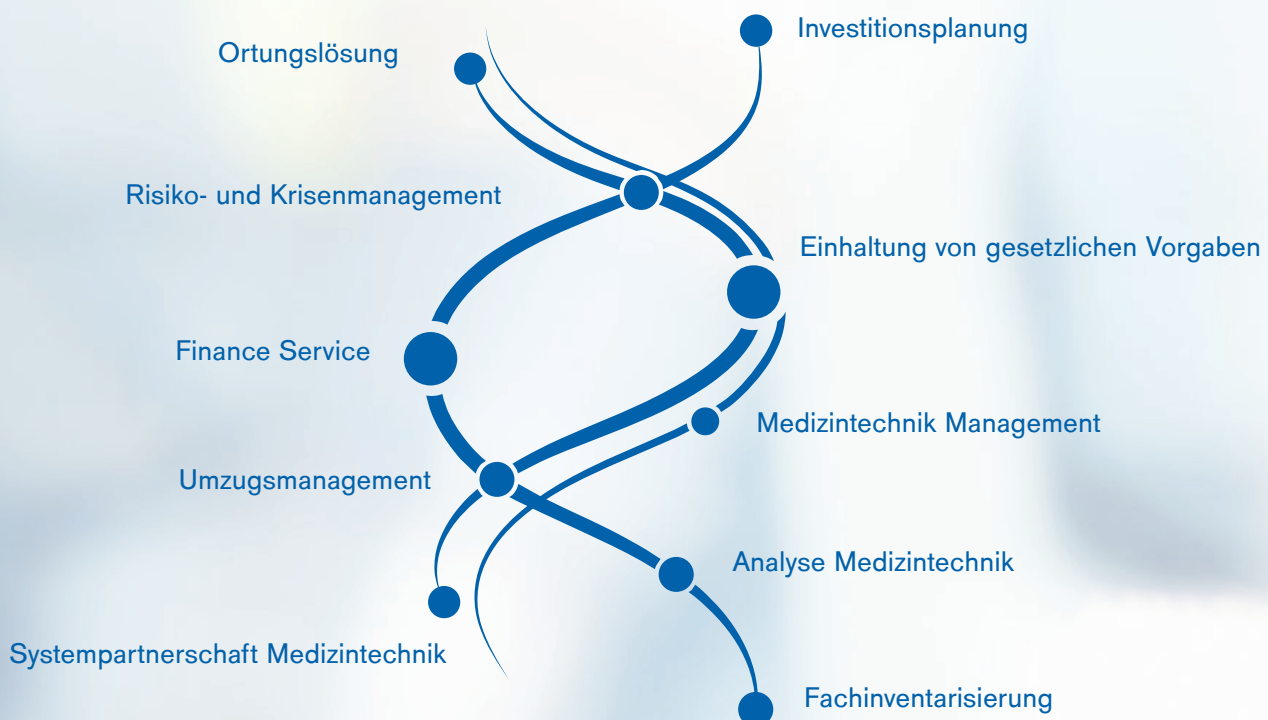 Investitionsplanung
Ortungslösung
Risiko- und Krisenmanagement
Einhaltung von gesetzlichen Vorgaben
Finance Service
Medizintechnik Management
Umzugsmanagement
Analyse Medizintechnik
Systempartnerschaft Medizintechnik
Fachinventarisierung